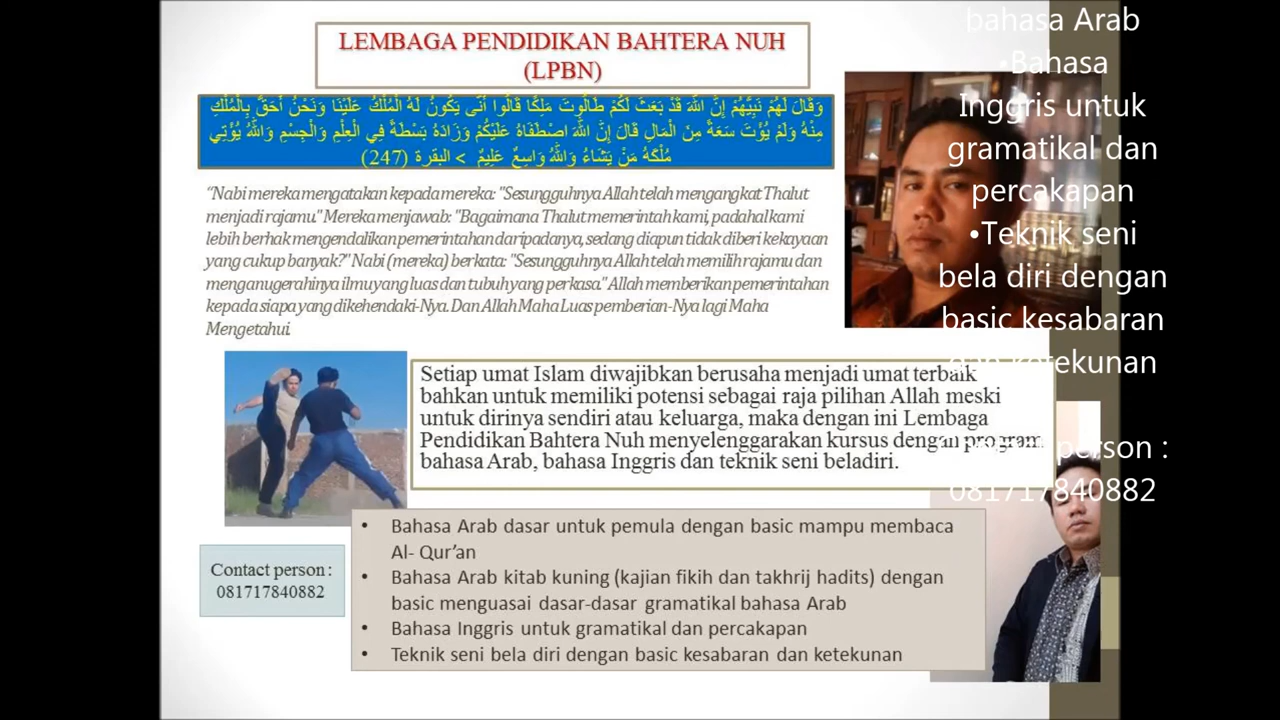 LEMBAGA PENDIDIKAN BAHTERA NUH
(LPBN)
وَقَالَ لَهُمْ نَبِيُّهُمْ إِنَّ اللَّهَ قَدْ بَعَثَ لَكُمْ طَالُوتَ مَلِكًا قَالُوا أَنَّى يَكُونُ لَهُ الْمُلْكُ عَلَيْنَا وَنَحْنُ أَحَقُّ بِالْمُلْكِ
مِنْهُ وَلَمْ يُؤْتَ سَعَةً مِنَ الْمَالِ قَالَ إِنَّ اللَّهَ اصْطَفَاهُ عَلَيْكُمْ وَزَادَهُ بَسْطَةً فِي الْعِلْمِ وَالْجِسْمِ وَاللَّهُ يُؤْتِي
مُلْكَهُ مَنْ يَشَاءُ وَاللَّهُ وَاسِعٌ عَلِيمٌ > البقرة (247)
"Nabi mereka mengatakan kepada mereka: "Sesungguhnya Allah telah mengangkat Thalut
menjadi rajamu." Mereka menjawab: "Bagaimana Thalut memerintah kami, padahal kami
lebih berhak mengendalikan pemerintahan daripadanya, sedang diapun tidak diberi kekayaan
yang cukup banyak?" Nabi (mereka) berkata: "Sesungguhnya Allah telah memilih rajamu dan
menganugerahinya ilmu yang luas dan tubuh yang perkasa." Allah memberikan pemerintahan
kepada siapa yang dikehendaki-Nya. Dan Allah Maha Luas pemberian-Nya lagi Maha
Mengetahui.
Setiap umat Islam diwajibkan berusaha menjadi umat terbaik
bahkan untuk memiliki potensi sebagai raja pilihan Allah meski
untuk dirinya sendiri atau keluarga, maka dengan ini Lembaga
Pendidikan Bahtera Nuh menyelenggarakan kursus dengan program
bahasa Arab, bahasa Inggris dan teknik seni beladiri.
• Bahasa Arab dasar untuk pemula dengan basic mampu membaca
Al- Qur'an
• Bahasa Arab kitab kuning (kajian fikih dan takhrij hadits) dengan
basic menguasai dasar-dasar gramatikal bahasa Arab
• Bahasa Inggris untuk gramatikal dan percakapan
• Teknik seni bela diri dengan basic kesabaran dan ketekunan
Contact person :
081717840882
bahasa Arab
•Bahasa
Inggris untuk
gramatikal dan
percakapan
•Teknik seni
bela diri dengan
basic kesabaran
dan ketekunan
person :
081717840882